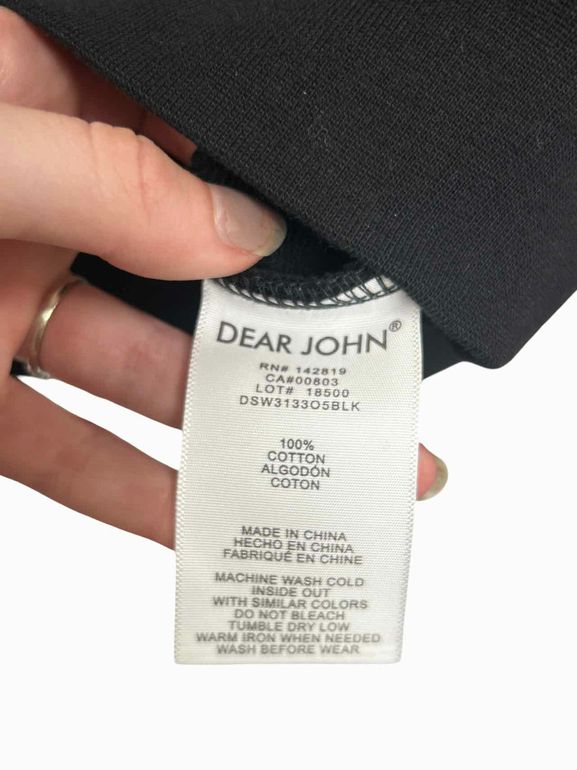 DEAR JOHN®
RN# 142819
CA#00803
LOT# 18500
DSW3133O5BLK
100%
COTTON
ALGODÓN
COTON
MADE IN CHINA
HECHO EN CHINA
FABRIQUÉ EN CHINE
MACHINE WASH COLD
INSIDE OUT
WITH SIMILAR COLORS
DO NOT BLEACH
TUMBLE DRY LOW
WARM IRON WHEN NEEDED
WASH BEFORE WEAR